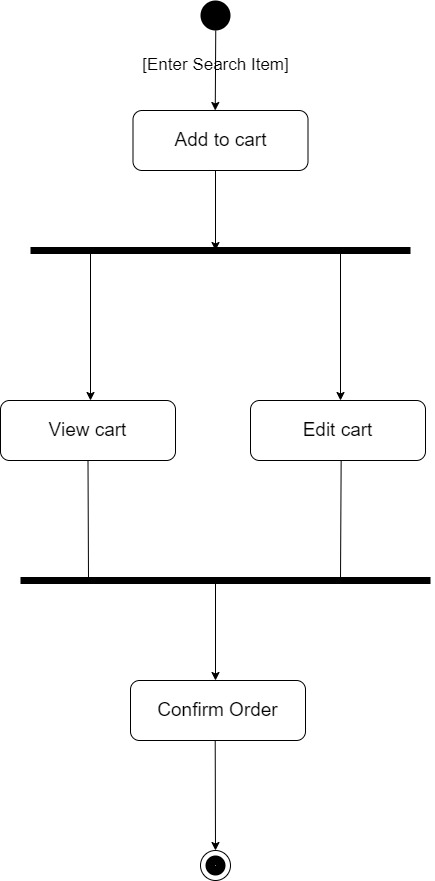 [Enter Search Item]
Add to cart
View cart
Edit cart
Confirm Order